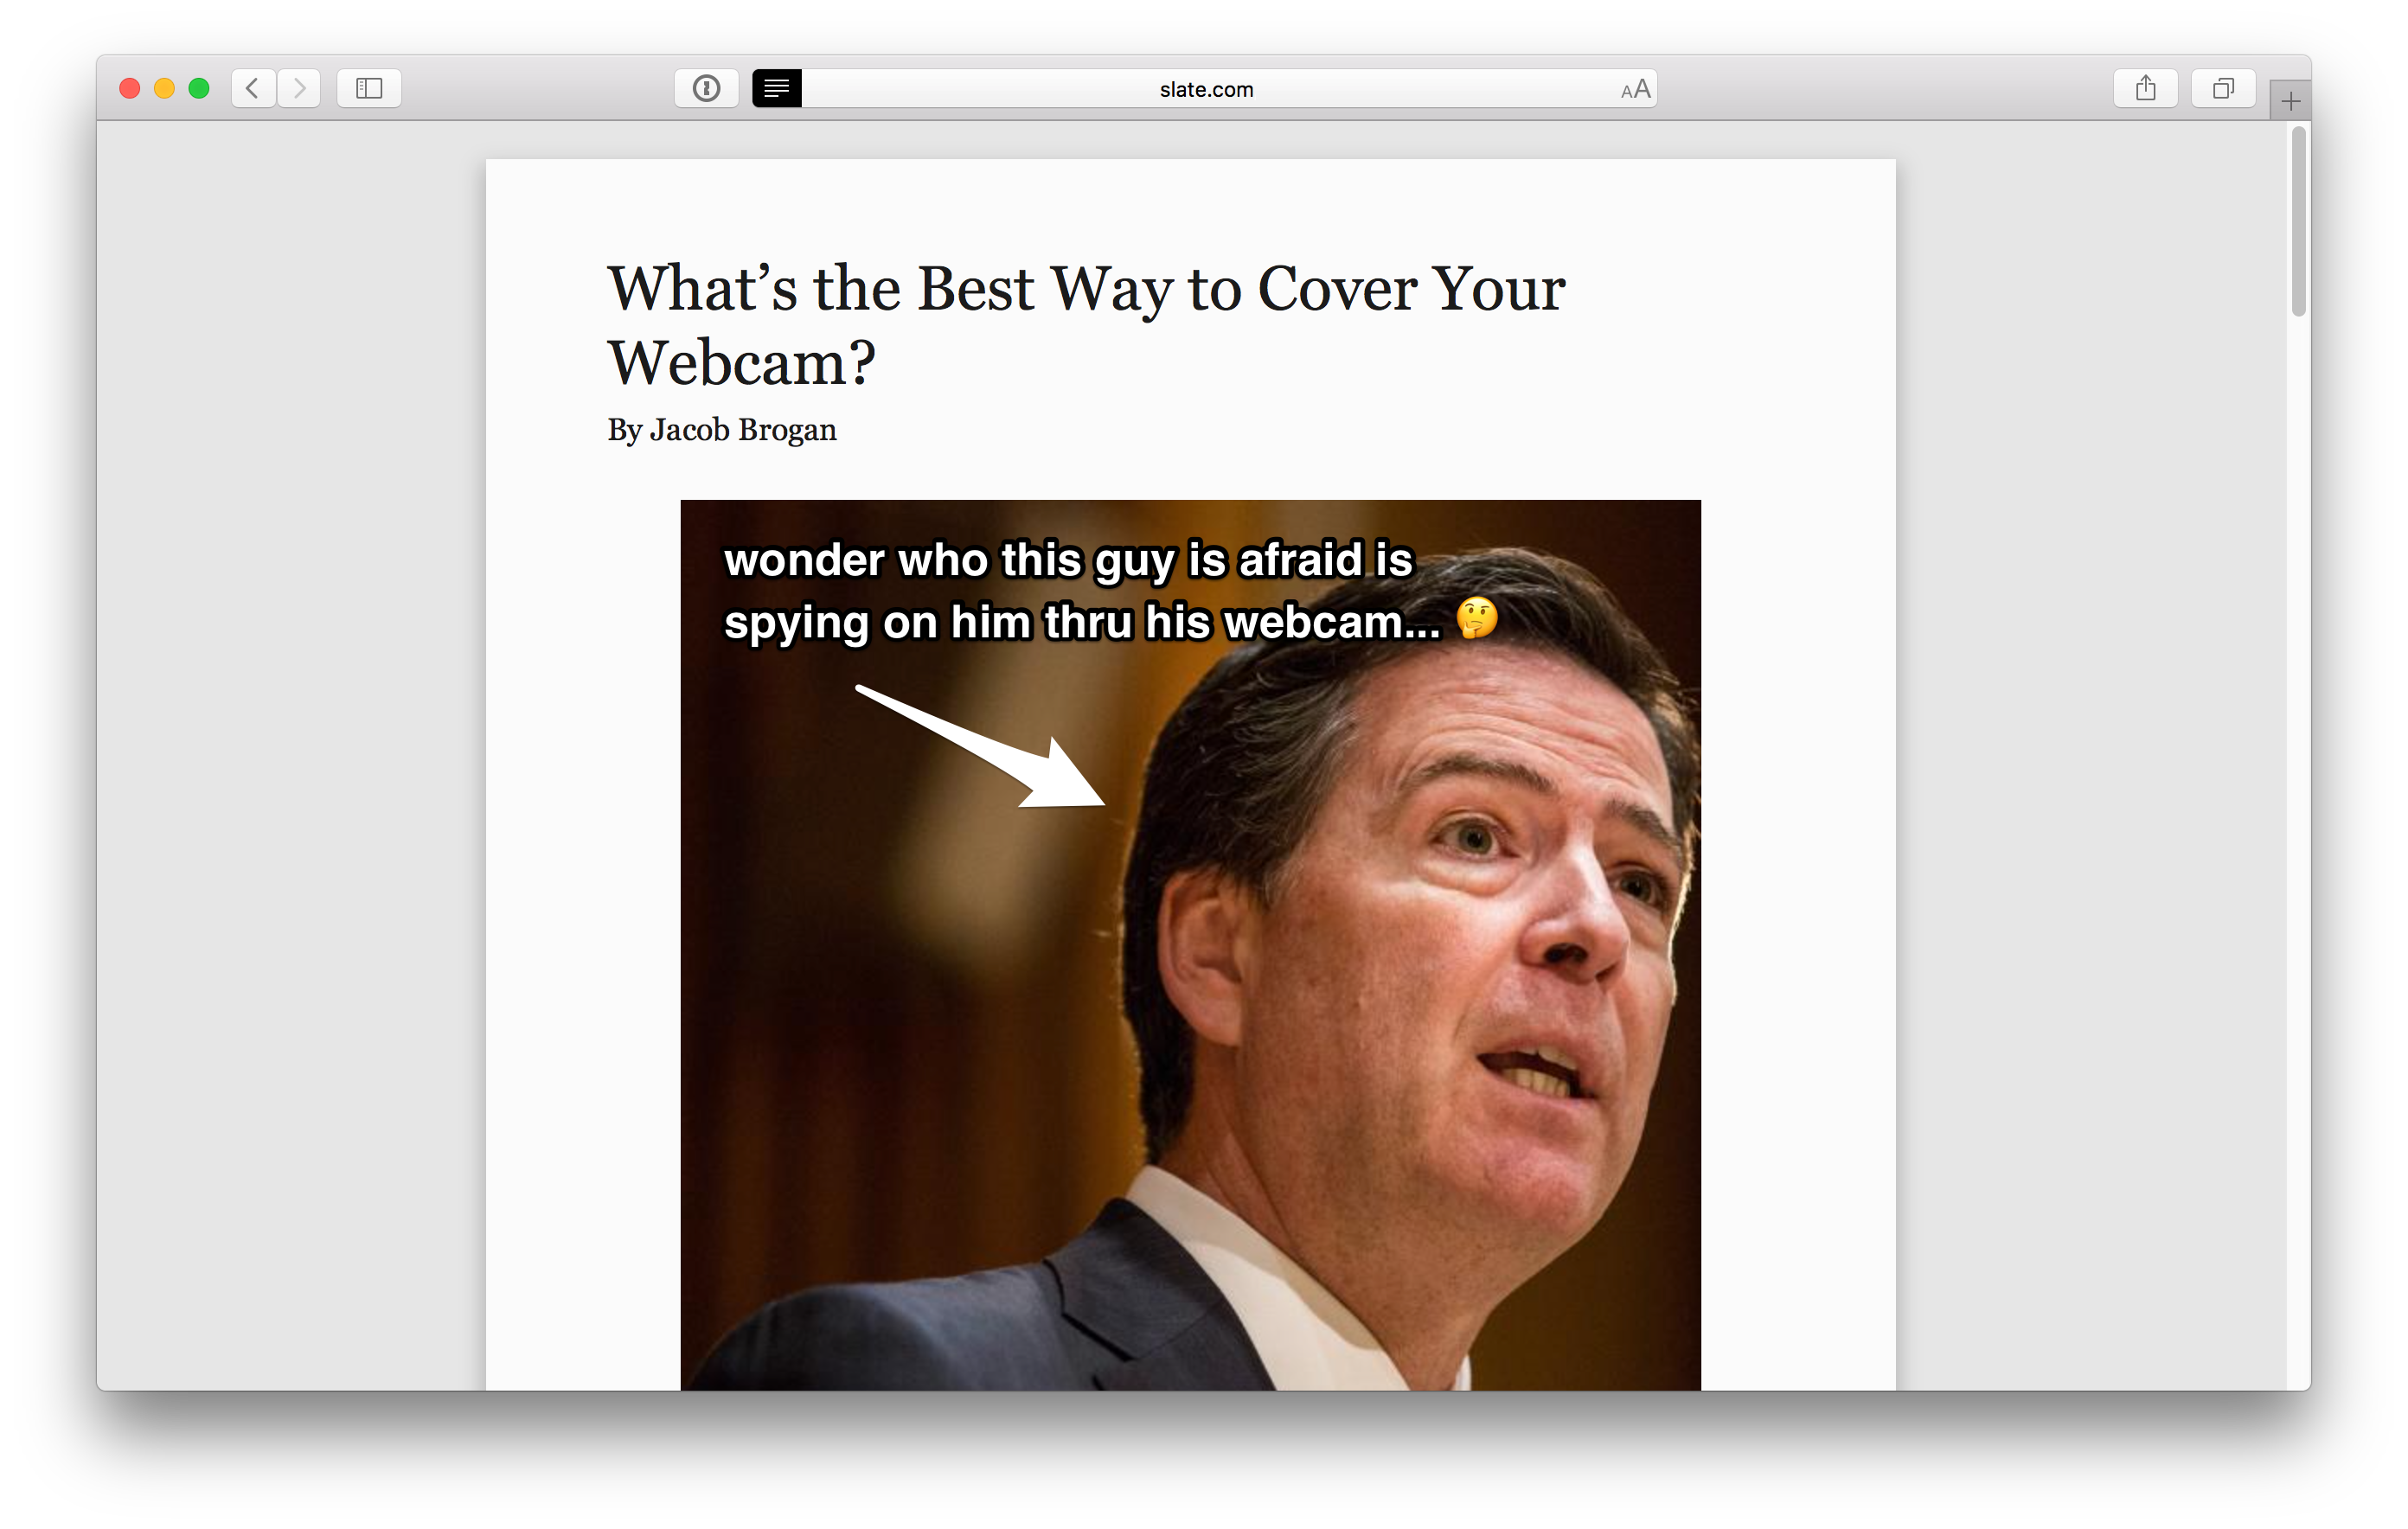 slate.com
AA
What’s the Best Way to Cover Your
Webcam?
By Jacob Brogan
wonder who this guy is afraid is
spying on him thru his webcam... 🤔